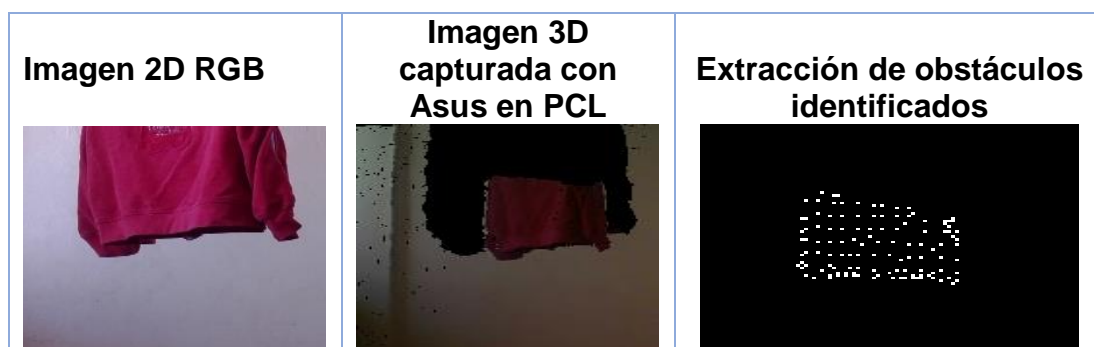 Imagen 2D RGB
Imagen 3D
capturada con
Asus en PCL
Extracción de obstáculos
identificados